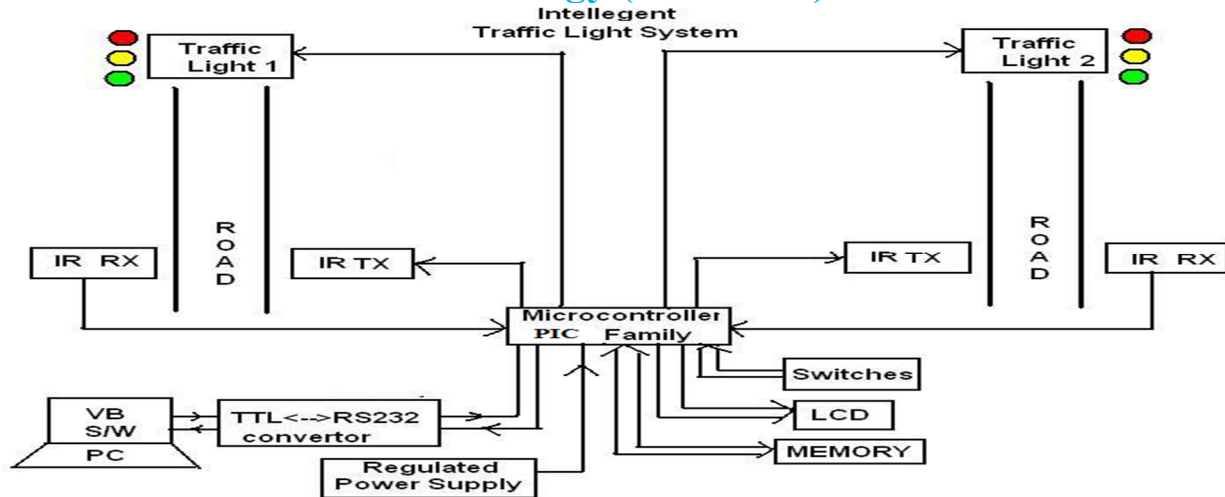 Intellegent
Traffic Light System
Traffic
Light 1
Traffic
Light 2
R
O
A
D
R
O
A
D
IR RX
IR TX
IR TX
IR RX
Microcontroller
PIC Family
Switches
VB
S/W
PC
TTL<-->RS232
convertor
LCD
MEMORY
Regulated
Power Supply